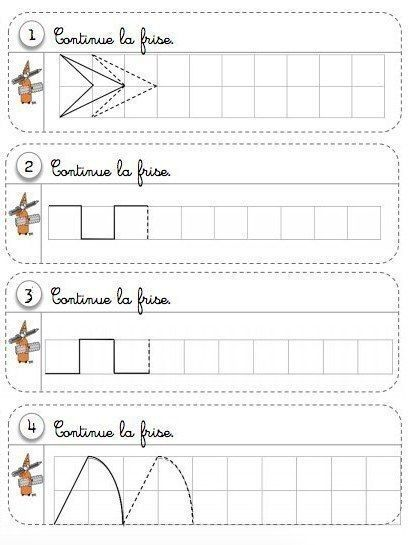 1 Continue la frise.
2 Continue la frise.
3 Continue la frise.
4 Continue la frise.